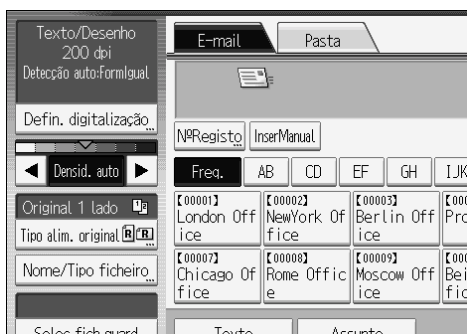 Texto/Desenho
200 dpi
Detecção auto:FormIgual
Defin. digitalização
Densid. auto
Original 1 lado
Tipo alim. original
Nome/Tipo ficheiro
E-mail Pasta
NºRegisto InserManual
Freq. AB CD EF GH IJK
[00001] [00002] [00003]
London Off NewYork Of Berlin Off
ice ffice ice
[00007] [00008] [00009]
Chicago Of Rome Offic Moscow Off
fice e ice
Texto Assunto